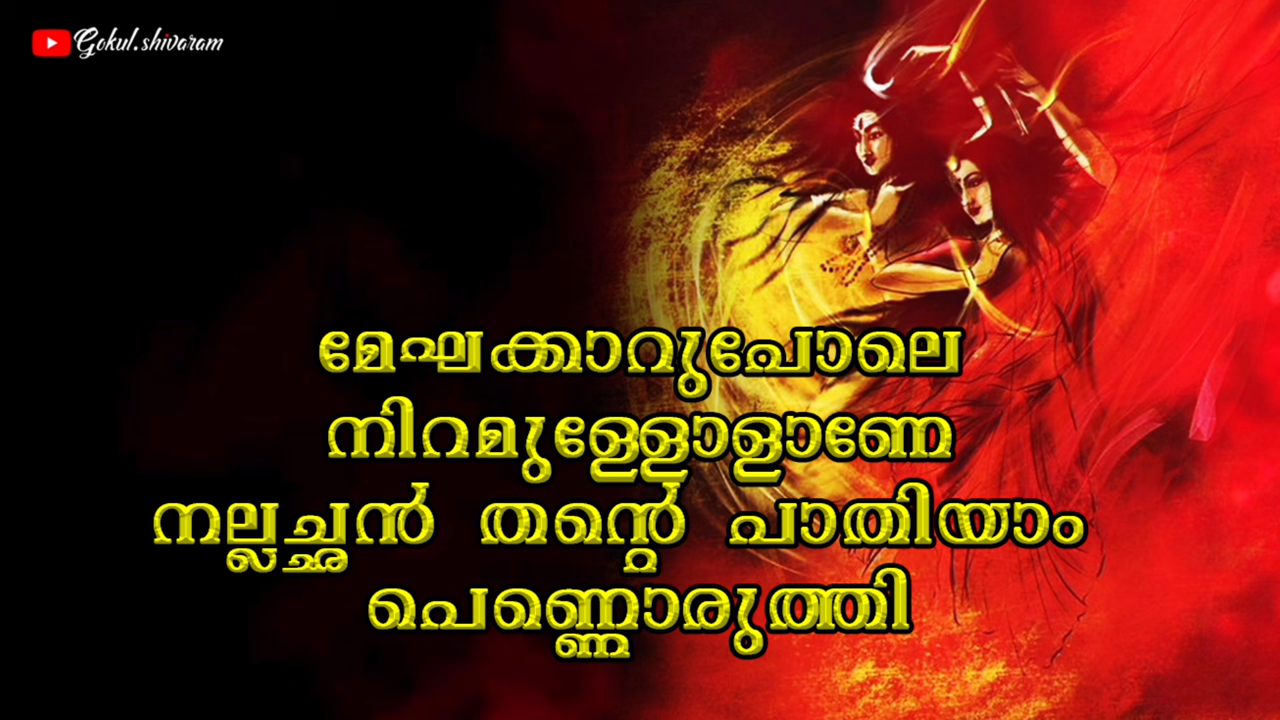 Gokul.shivaram
മേഘക്കാറുപോലെ
നിറമുള്ളോളാണേ
നല്ലച്ഛൻ തന്റെ പാതിയാം
പെണ്ണൊരുത്തി